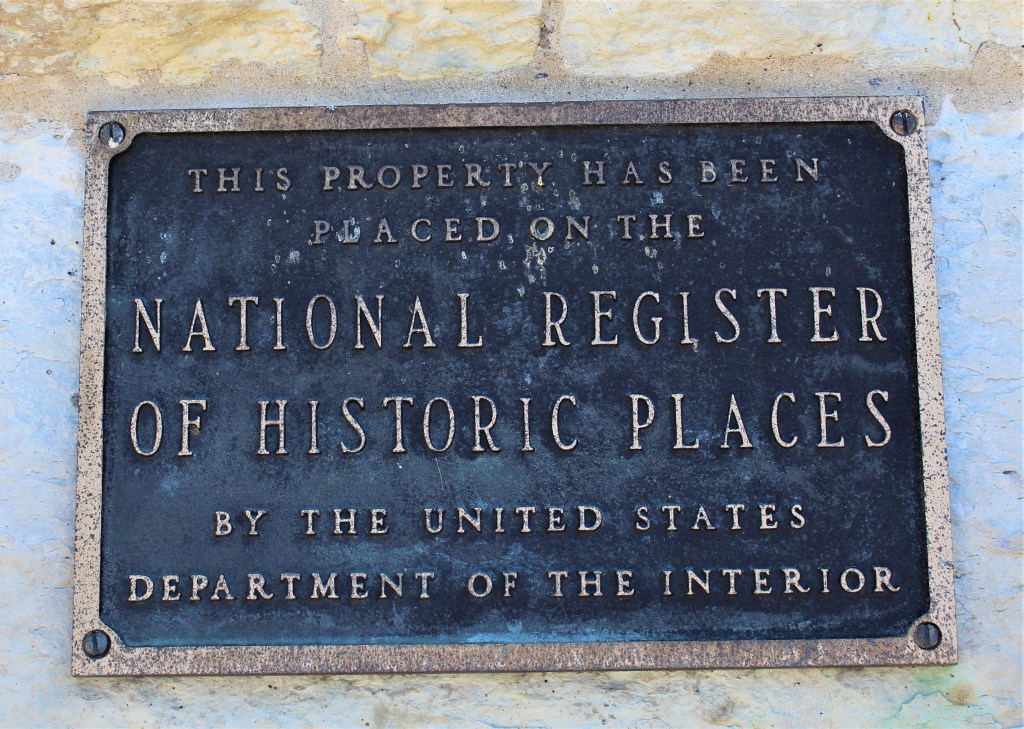 THIS PROPERTY HAS BEEN
PLACED ON THE
NATIONAL REGISTER
OF HISTORIC PLACES
BY THE UNITED STATES
DEPARTMENT OF THE INTERIOR